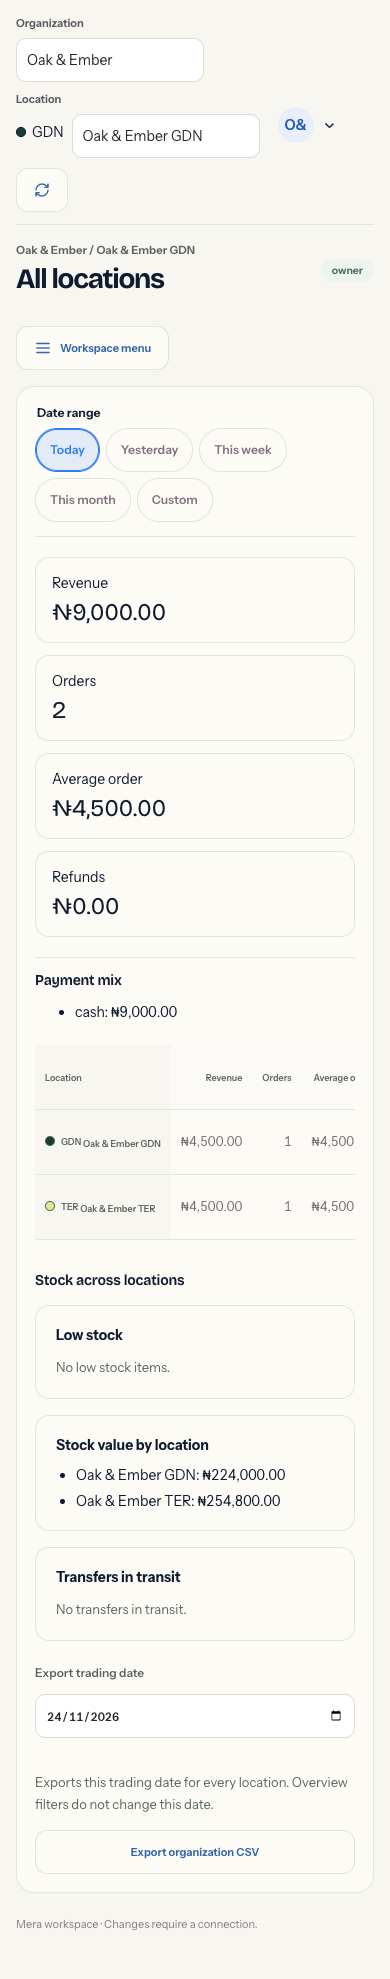 Organization
Oak & Ember
Location
GDN
Oak & Ember GDN
O&
Oak & Ember / Oak & Ember GDN
All locations
owner
Workspace menu
Date range
Today
Yesterday
This week
This month
Custom
Revenue
₦9,000.00
Orders
2
Average order
₦4,500.00
Refunds
₦0.00
Payment mix
• cash: ₦9,000.00
Location Revenue Orders Average o
GDN Oak & Ember GDN ₦4,500.00 1 ₦4,500
TER Oak & Ember TER ₦4,500.00 1 ₦4,500
Stock across locations
Low stock
No low stock items.
Stock value by location
• Oak & Ember GDN: ₦224,000.00
• Oak & Ember TER: ₦254,800.00
Transfers in transit
No transfers in transit.
Export trading date
24/11/2026
Exports this trading date for every location. Overview
filters do not change this date.
Export organization CSV
Mera workspace · Changes require a connection.